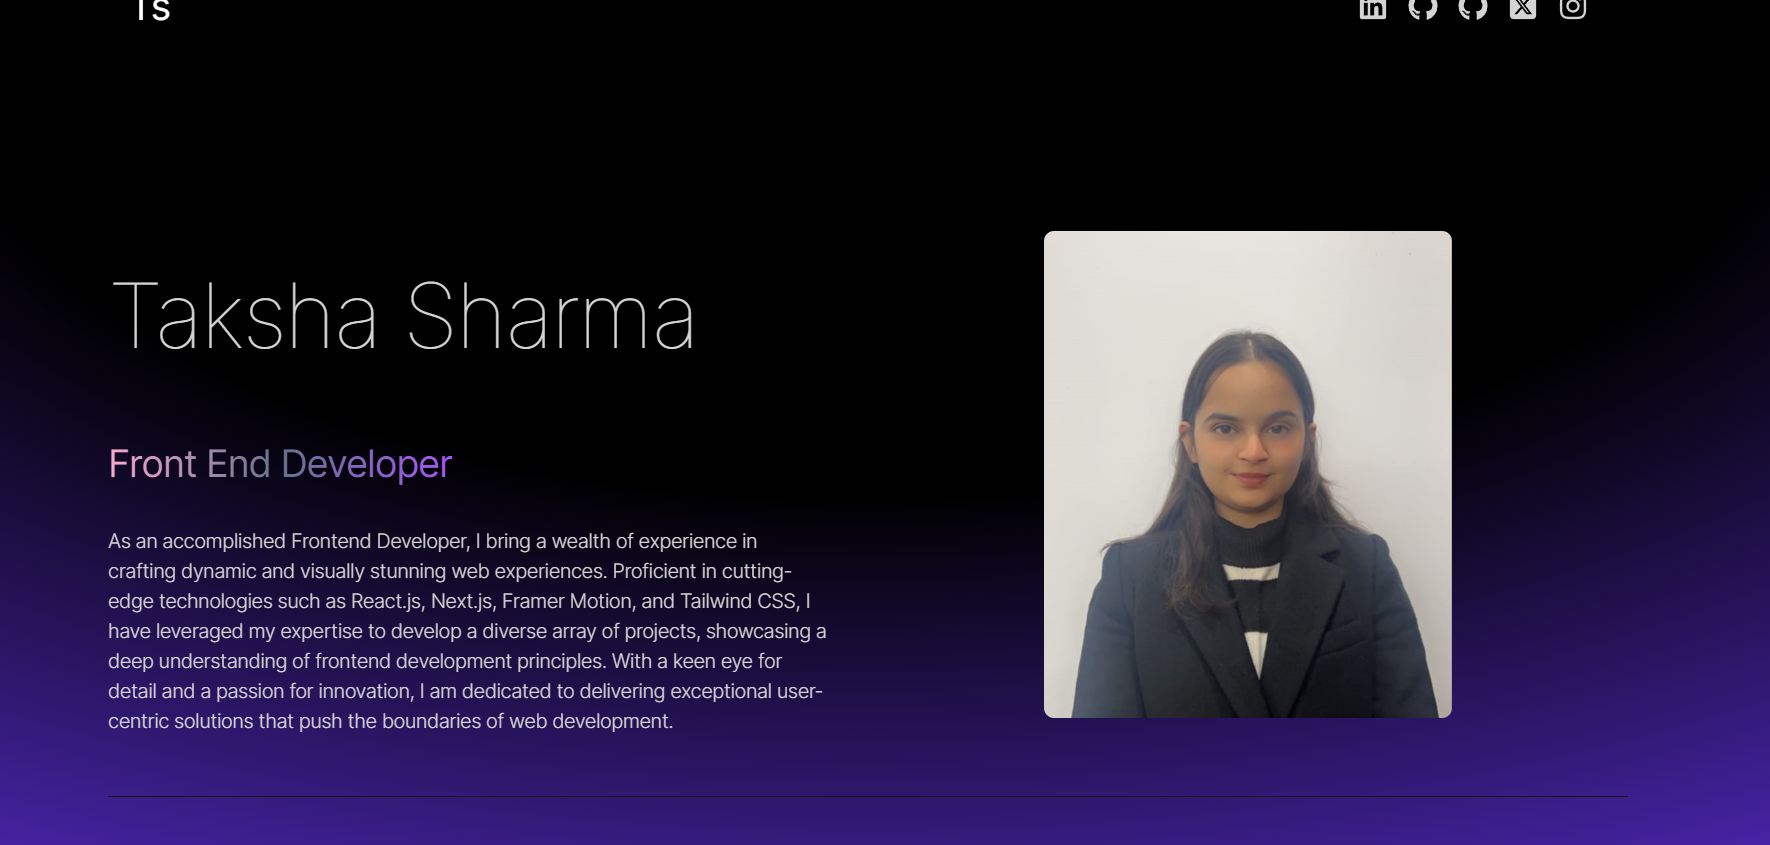 Ts
Taksha Sharma
Front End Developer
As an accomplished Frontend Developer, I bring a wealth of experience in
crafting dynamic and visually stunning web experiences. Proficient in cutting-
edge technologies such as React.js, Next.js, Framer Motion, and Tailwind CSS, I
have leveraged my expertise to develop a diverse array of projects, showcasing a
deep understanding of frontend development principles. With a keen eye for
detail and a passion for innovation, I am dedicated to delivering exceptional user-
centric solutions that push the boundaries of web development.